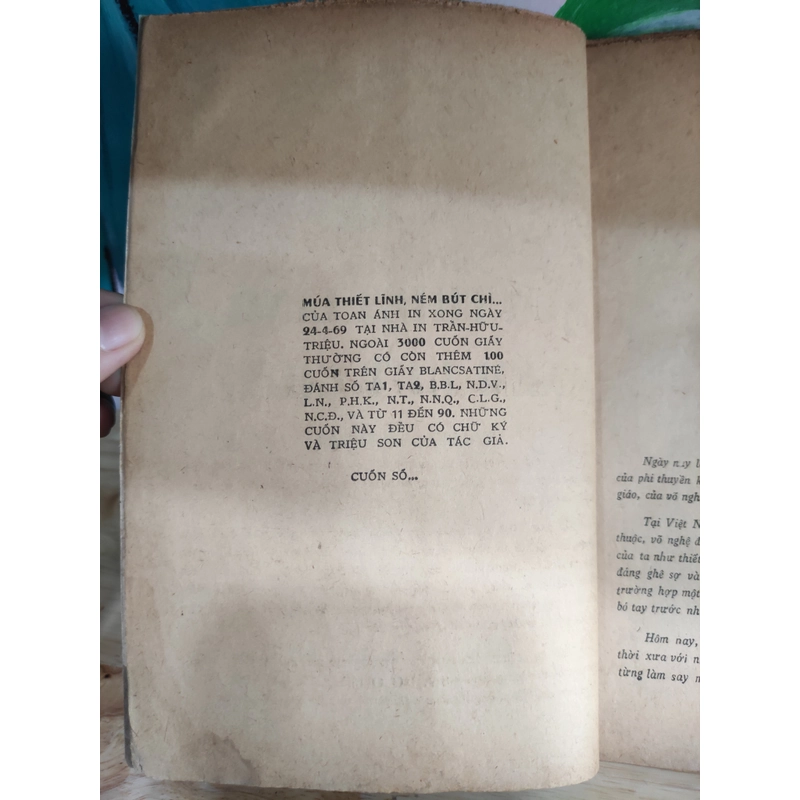 MÚA THIẾT LĨNH, NÉM BÚT CHÌ...
CỦA TOAN ÁNH IN XONG NGÀY
24-4-69 TẠI NHÀ IN TRẦN-HỮU-
TRIỆU. NGOÀI 3000 CUỐN GIẤY
THƯỜNG CÓ CÒN THÊM 100
CUỐN TRÊN GIẤY BLANCSATINÉ,
ĐÁNH SỐ TA1, TA2, B.B.L, N.D.V.,
L.N., P.H.K., N.T., N.N.Q., C.L.G.,
N.C.Đ., VÀ TỪ 11 ĐẾN 90. NHỮNG
CUỐN NÀY ĐỀU CÓ CHỮ KÝ
VÀ TRIỆU SON CỦA TÁC GIẢ.
CUỐN SỐ...
Ngày nay
của phi thuyền
giáo, của võ
Tại Việt
thuộc, võ nghệ
của ta như thiết
đáng ghê sợ và
trường hợp một
bó tay trước
Hôm nay,
thời xưa với
từng làm say